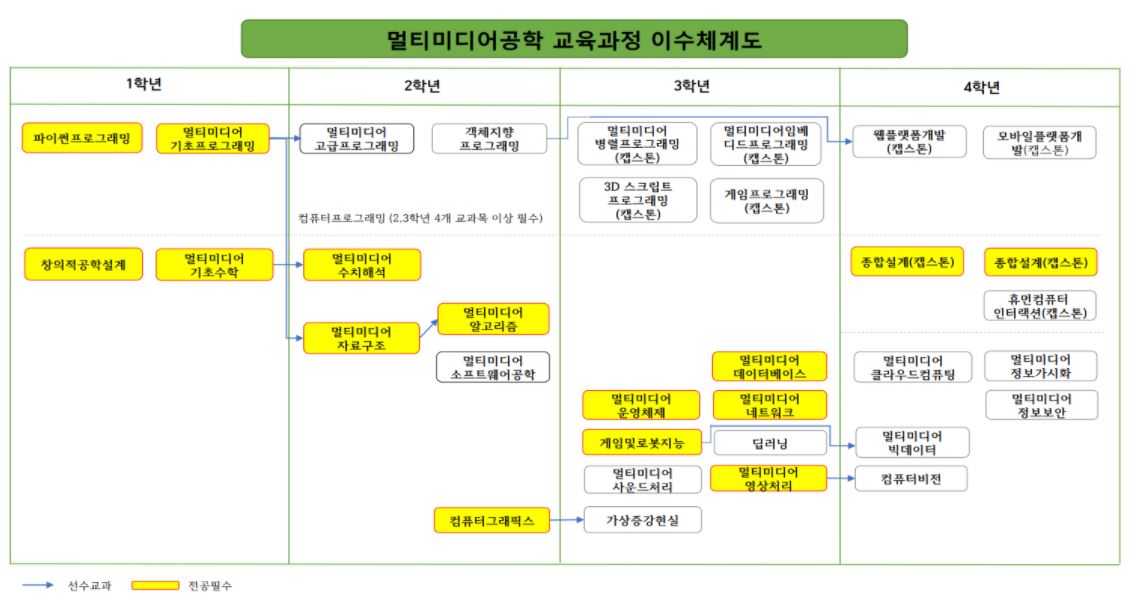 멀티미디어공학 교육과정 이수체계도
1학년
2학년
3학년
4학년
파이썬프로그래밍
멀티미디어
기초프로그래밍
멀티미디어
고급프로그래밍
객체지향
프로그래밍
멀티미디어
병렬프로그래밍
(캡스톤)
멀티미디어임베
디드프로그래밍
(캡스톤)
웹플랫폼개발
(캡스톤)
모바일플랫폼개
발(캡스톤)
3D 스크립트
프로그래밍
(캡스톤)
게임프로그래밍
(캡스톤)
컴퓨터프로그래밍 (2,3학년 4개 교과목 이상 필수)
창의적공학설계
멀티미디어
기초수학
멀티미디어
수치해석
종합설계(캡스톤)
종합설계(캡스톤)
휴먼컴퓨터
인터랙션(캡스톤)
멀티미디어
자료구조
멀티미디어
알고리즘
멀티미디어
소프트웨어공학
멀티미디어
데이터베이스
멀티미디어
클라우드컴퓨팅
멀티미디어
정보가시화
멀티미디어
운영체제
멀티미디어
네트워크
멀티미디어
정보보안
게임및로봇지능
딥러닝
멀티미디어
빅데이터
멀티미디어
사운드처리
멀티미디어
영상처리
컴퓨터비전
컴퓨터그래픽스
가상증강현실
선수교과
전공필수